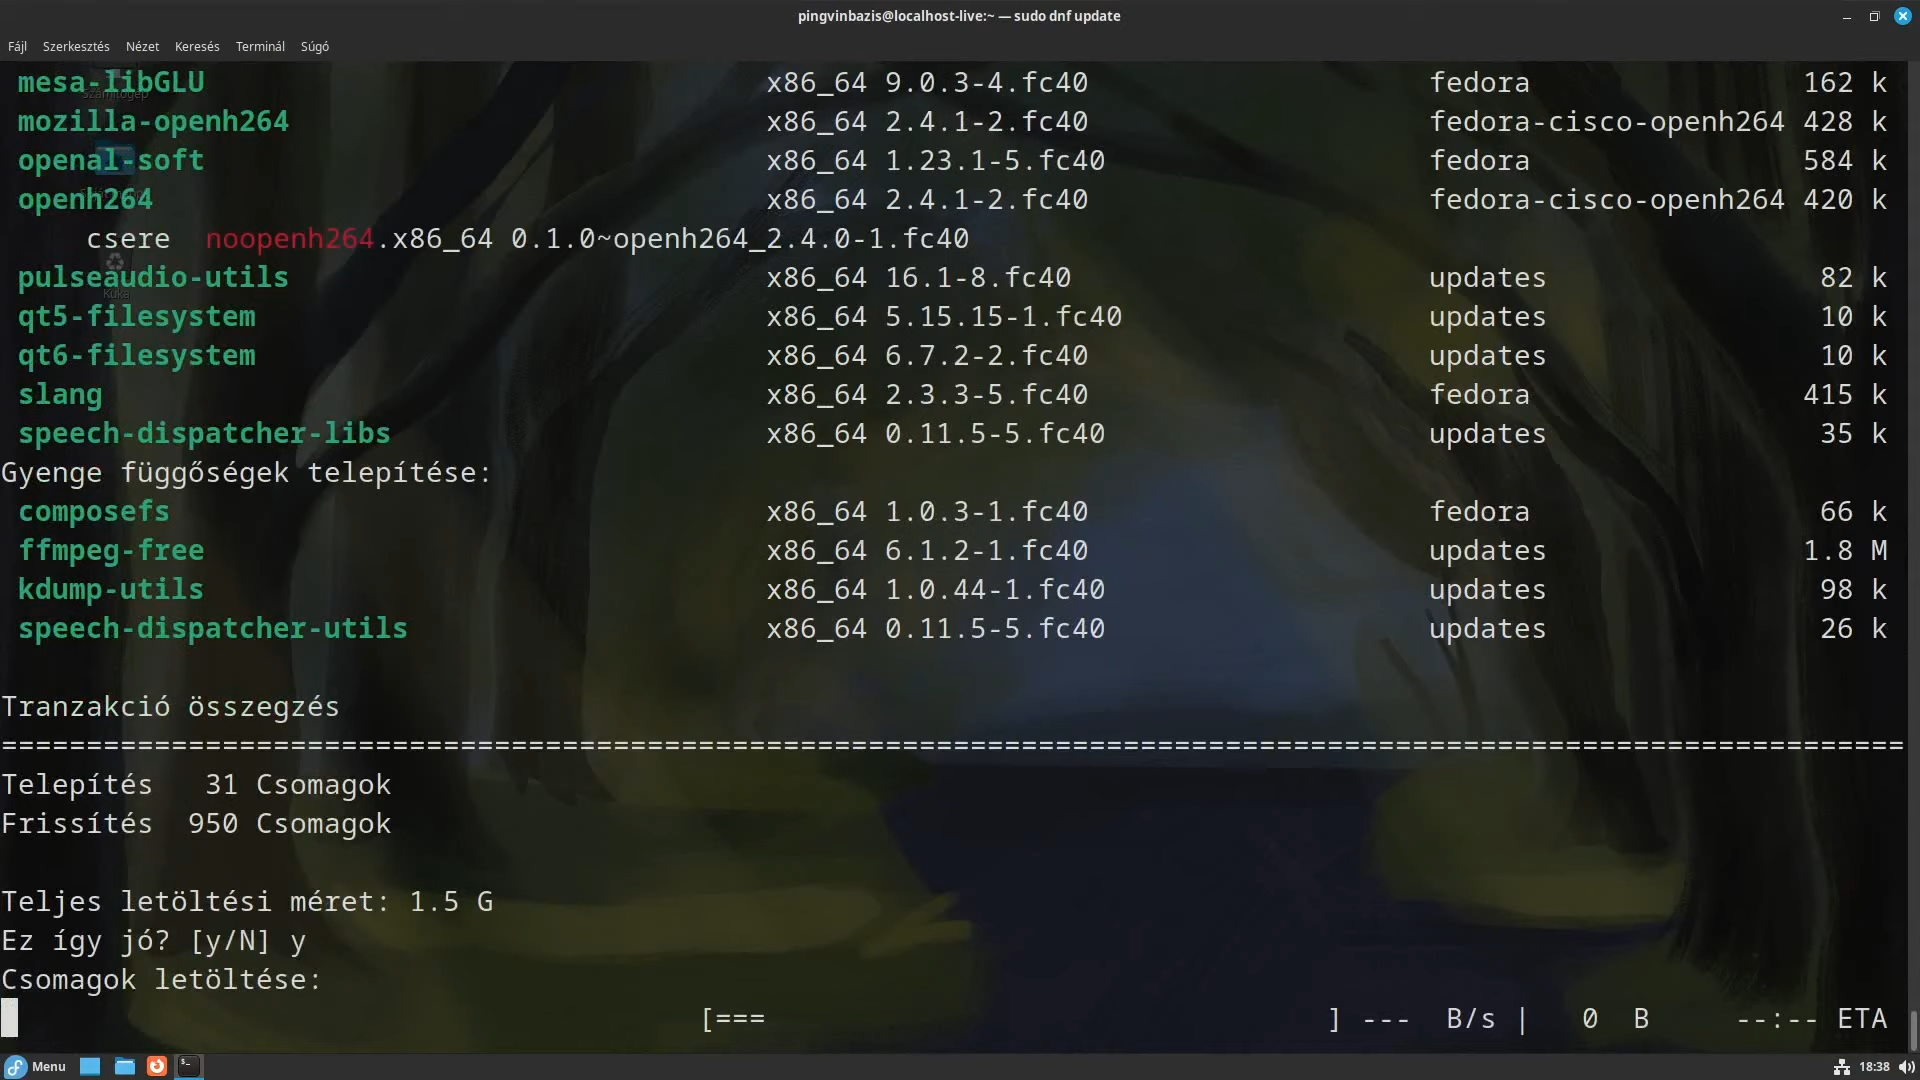 pingvinbazis@localhost-live:~ — sudo dnf update
Fájl Szerkesztés Nézet Keresés Terminál Súgó
mesa-libGLU x86_64 9.0.3-4.fc40 fedora 162 k
Számítógép
mozilla-openh264 x86_64 2.4.1-2.fc40 fedora-cisco-openh264 428 k
openal-soft x86_64 1.23.1-5.fc40 fedora 584 k
openh264 x86_64 2.4.1-2.fc40 fedora-cisco-openh264 420 k
csere noopenh264.x86_64 0.1.0~openh264_2.4.0-1.fc40
pulseaudio-utils x86_64 16.1-8.fc40 updates 82 k
Kuka
qt5-filesystem x86_64 5.15.15-1.fc40 updates 10 k
qt6-filesystem x86_64 6.7.2-2.fc40 updates 10 k
slang x86_64 2.3.3-5.fc40 fedora 415 k
speech-dispatcher-libs x86_64 0.11.5-5.fc40 updates 35 k
Gyenge függőségek telepítése:
composefs x86_64 1.0.3-1.fc40 fedora 66 k
ffmpeg-free x86_64 6.1.2-1.fc40 updates 1.8 M
kdump-utils x86_64 1.0.44-1.fc40 updates 98 k
speech-dispatcher-utils x86_64 0.11.5-5.fc40 updates 26 k
Tranzakció összegzés
================================================================================================================
Telepítés 31 Csomagok
Frissítés 950 Csomagok
Teljes letöltési méret: 1.5 G
Ez így jó? [y/N] y
Csomagok letöltése:
[=== ] --- B/s | 0 B --:-- ETA
Menu 18:38